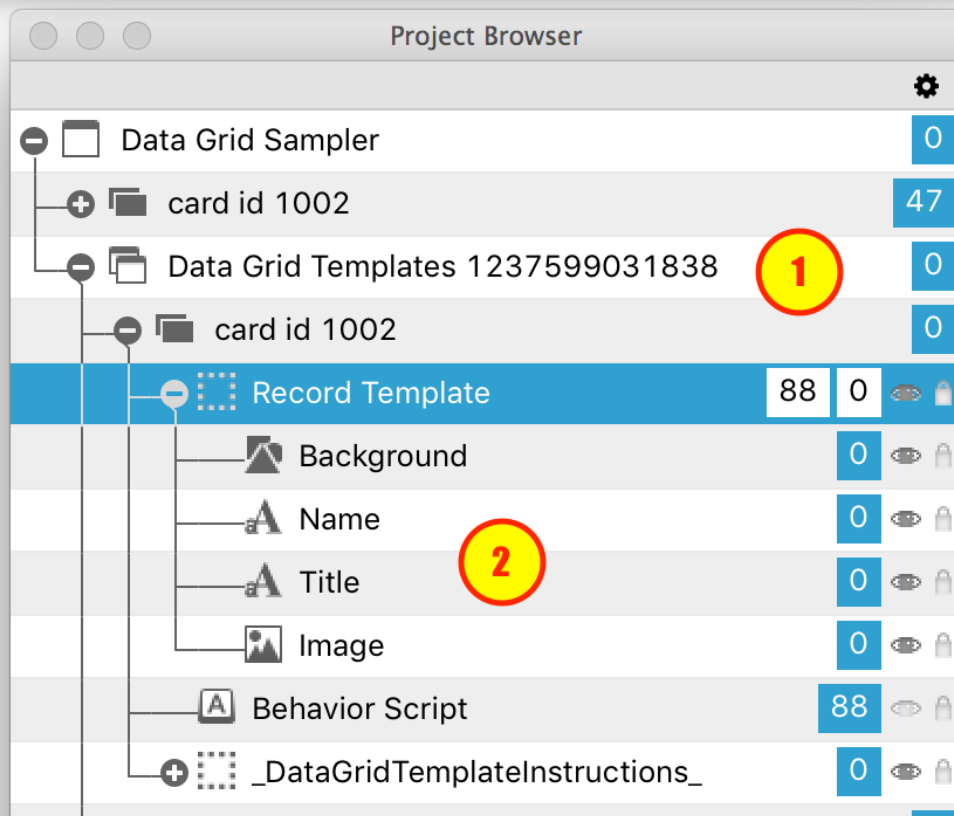 Project Browser
Data Grid Sampler 0
card id 1002 47
Data Grid Templates 1237599031838 1 0
card id 1002 0
Record Template 88 0
Background 0
Name 0
2
Title 0
Image 0
Behavior Script 88
_DataGridTemplateInstructions_ 0